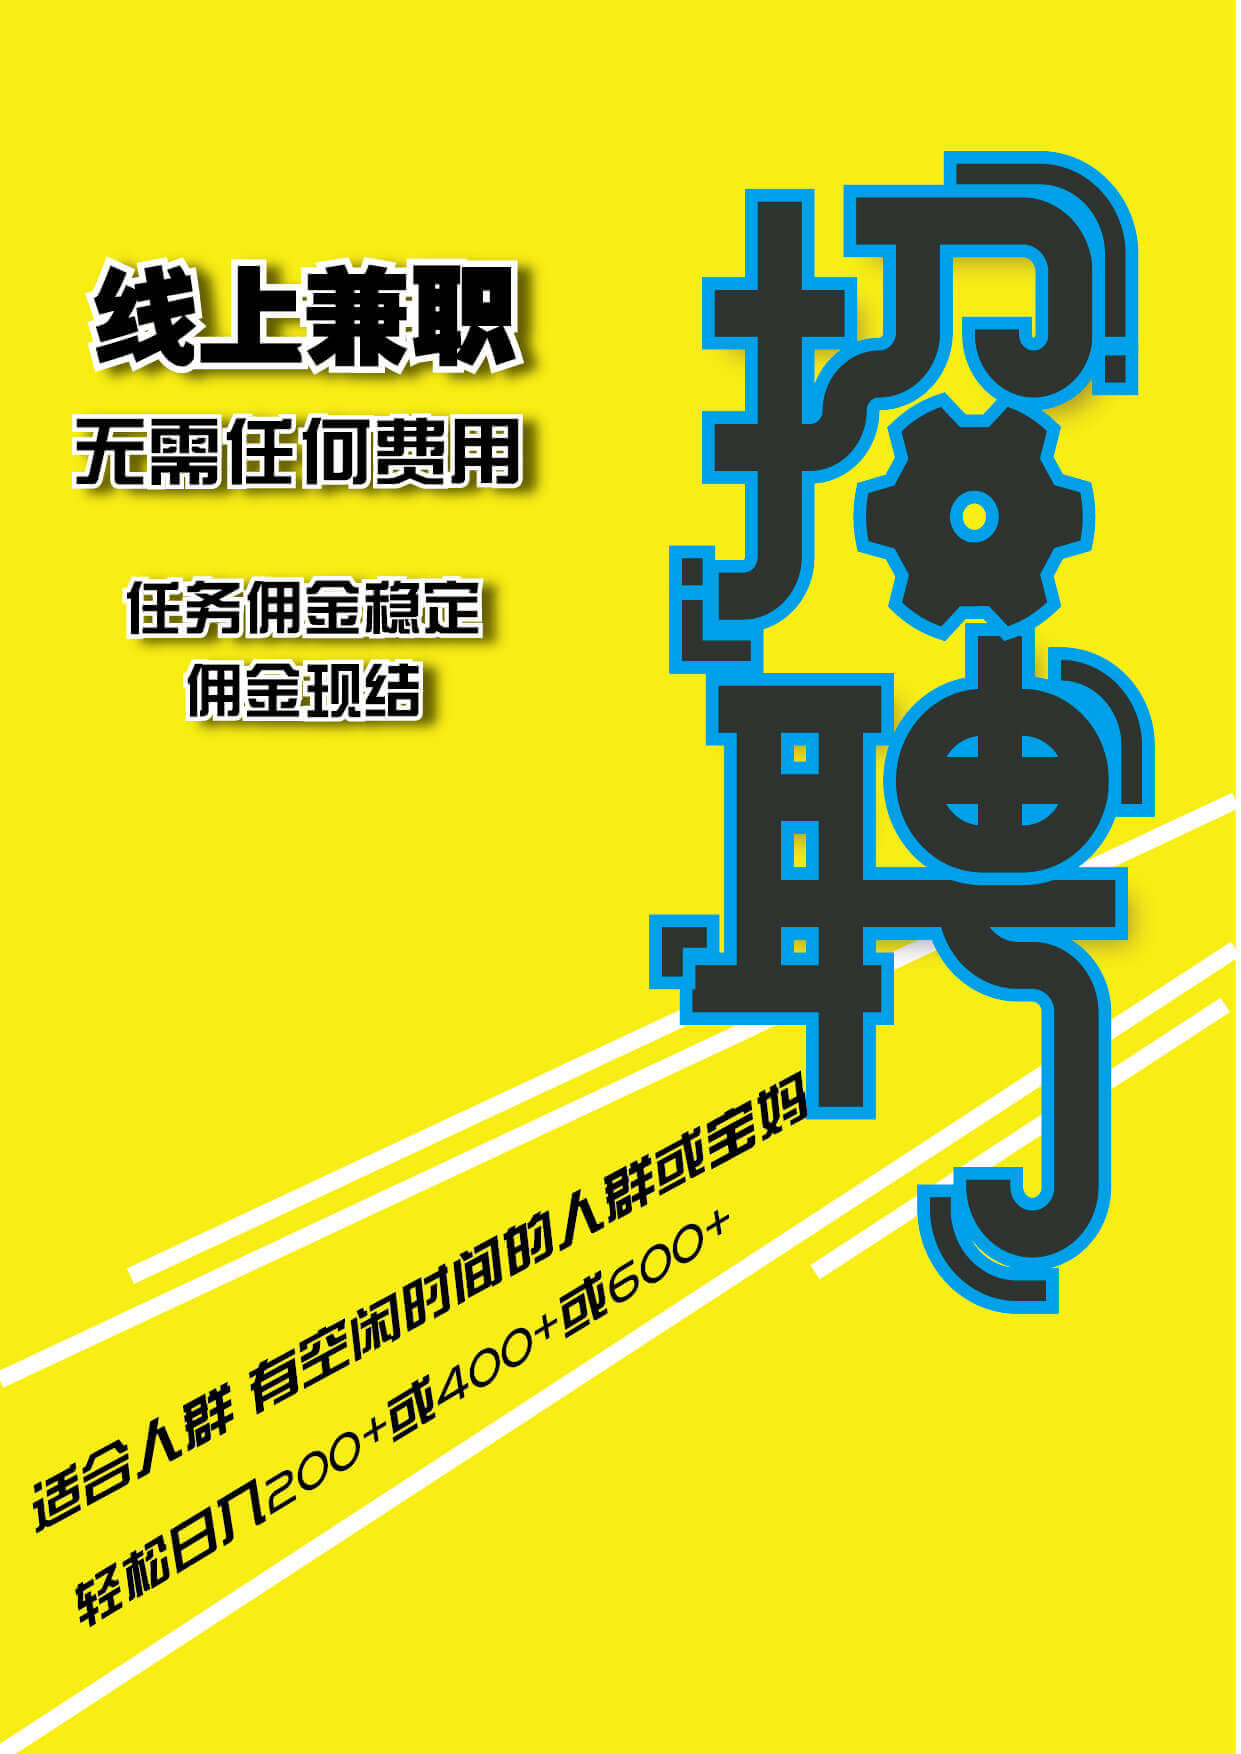 招聘
线上兼职
无需任何费用
任务佣金稳定
佣金现结
适合人群 有空闲时间的人群或宝妈
轻松日入200+或400+或600+